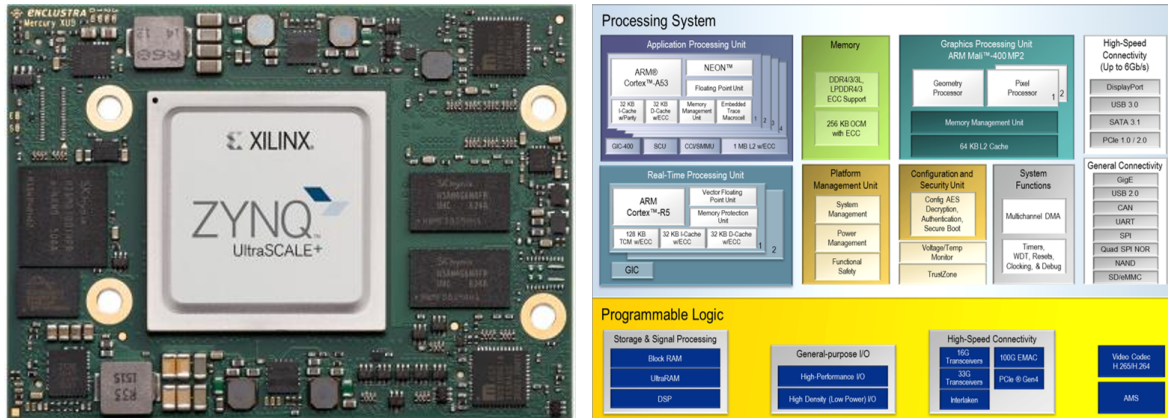 ENCLUSTRA
Mercury XU5
R68
XILINX
ZYNQ™
UltraSCALE+
SKhynix
SKhynix
R33
1515
Processing System
Application Processing Unit
ARM®
Cortex™-A53
NEON™
Floating Point Unit
32 KB
I-Cache
w/Parity
32 KB
D-Cache
w/ECC
Memory
Management
Unit
Embedded
Trace
Macrocell
1
2
3
4
GIC-400
SCU
CCI/SMMU
1 MB L2 w/ECC
Memory
DDR4/3/3L,
LPDDR4/3
ECC Support
256 KB OCM
with ECC
Graphics Processing Unit
ARM Mali™-400 MP2
Geometry
Processor
Pixel
Processor
1
2
Memory Management Unit
64 KB L2 Cache
High-Speed
Connectivity
(Up to 6Gb/s)
DisplayPort
USB 3.0
SATA 3.1
PCIe 1.0 / 2.0
Real-Time Processing Unit
ARM
Cortex™-R5
Vector Floating
Point Unit
Memory Protection
Unit
128 KB
TCM w/ECC
32 KB I-Cache
w/ECC
32 KB D-Cache
w/ECC
1
2
GIC
Platform
Management Unit
System
Management
Power
Management
Functional
Safety
Configuration and
Security Unit
Config AES
Decryption,
Authentication,
Secure Boot
Voltage/Temp
Monitor
TrustZone
System
Functions
Multichannel DMA
Timers,
WDT, Resets,
Clocking, & Debug
General Connectivity
GigE
USB 2.0
CAN
UART
SPI
Quad SPI NOR
NAND
SD/eMMC
Programmable Logic
Storage & Signal Processing
Block RAM
UltraRAM
DSP
General-purpose I/O
High-Performance I/O
High Density (Low Power) I/O
High-Speed Connectivity
16G
Transceivers
33G
Transceivers
Interlaken
100G EMAC
PCIe ® Gen4
Video Codec
H.265/H.264
AMS